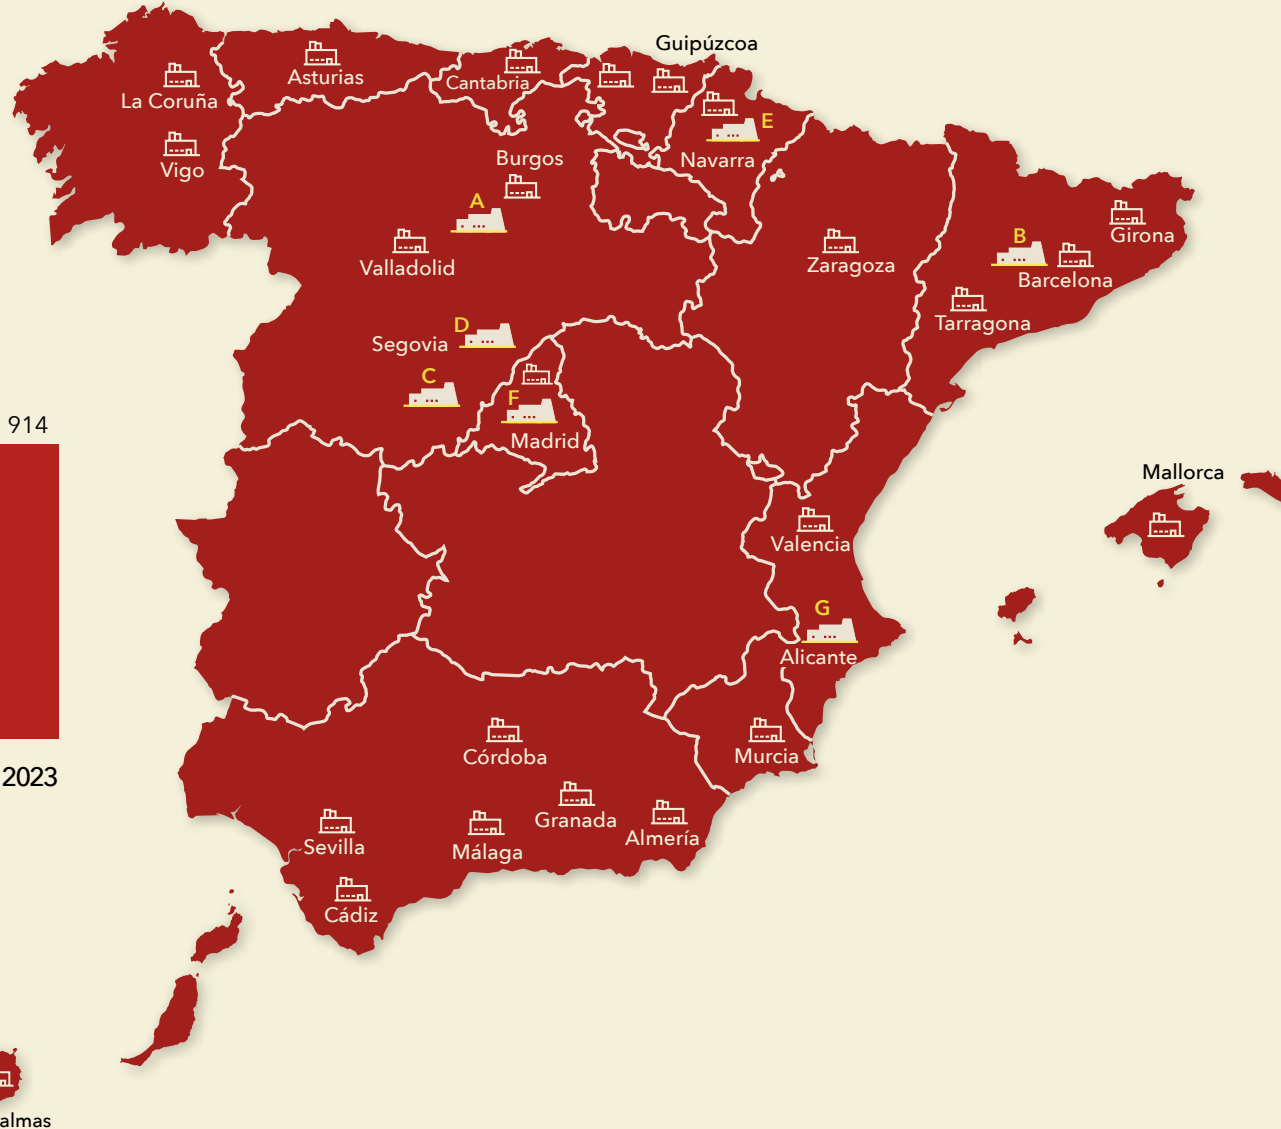 Guipúzcoa
Asturias
Cantabria
La Coruña
E
Burgos
Navarra
Vigo
A
B
Girona
Valladolid
Zaragoza
Barcelona
D
Tarragona
Segovia
C
F
914
Madrid
Mallorca
Valencia
G
Alicante
Córdoba
Murcia
2023
Granada
Almería
Sevilla
Málaga
Cádiz
almas